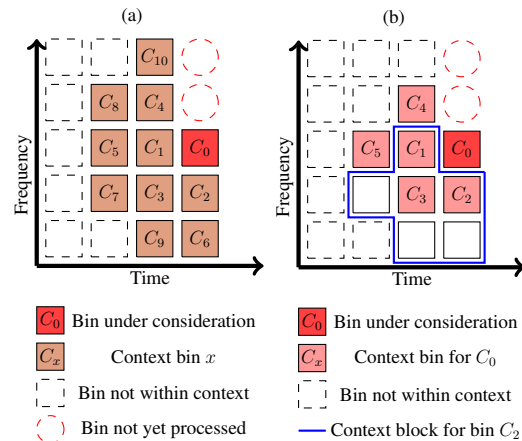 (a)
C10
C8 C4
C5 C1 C0
C7 C3 C2
C9 C6
Frequency
Time
C0 Bin under consideration
Cx Context bin x
Bin not within context
Bin not yet processed
(b)
C4
C5 C1 C0
C3 C2
Frequency
Time
C0 Bin under consideration
Cx Context bin for C0
Bin not within context
Context block for bin C2